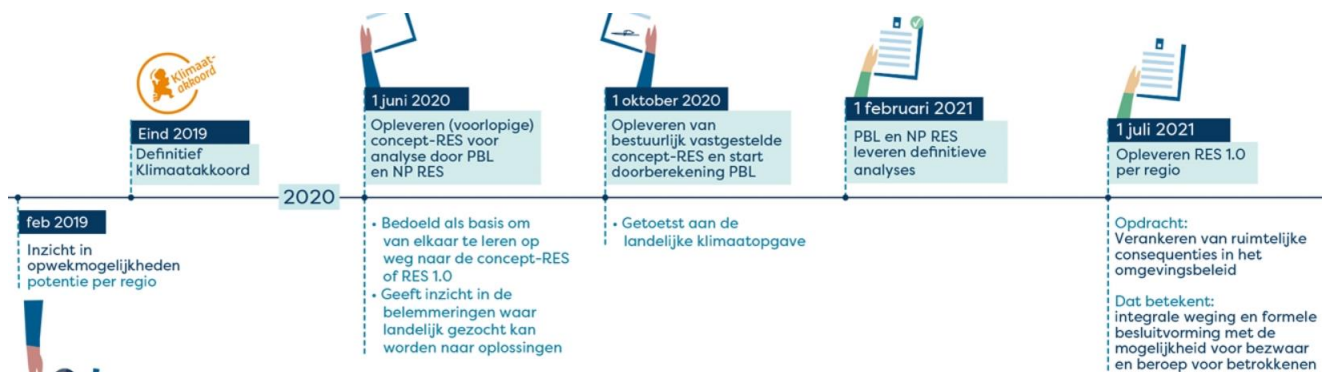 Klimaat-
akkoord
Eind 2019
Definitief
Klimaatakkoord
feb 2019
Inzicht in
opwekmogelijkheden
potentie per regio
2020
1 juni 2020
Opleveren (voorlopige)
concept-RES voor
analyse door PBL
en NP RES
• Bedoeld als basis om
van elkaar te leren op
weg naar de concept-RES
of RES 1.0
• Geeft inzicht in de
belemmeringen waar
landelijk gezocht kan
worden naar oplossingen
1 oktober 2020
Opleveren van
bestuurlijk vastgestelde
concept-RES en start
doorberekening PBL
• Getoetst aan de
landelijke klimaatopgave
1 februari 2021
PBL en NP RES
leveren definitieve
analyses
1 juli 2021
Opleveren RES 1.0
per regio
Opdracht:
Verankeren van ruimtelijke
consequenties in het
omgevingsbeleid
Dat betekent:
integrale weging en formele
besluitvorming met de
mogelijkheid voor bezwaar
en beroep voor betrokkenen